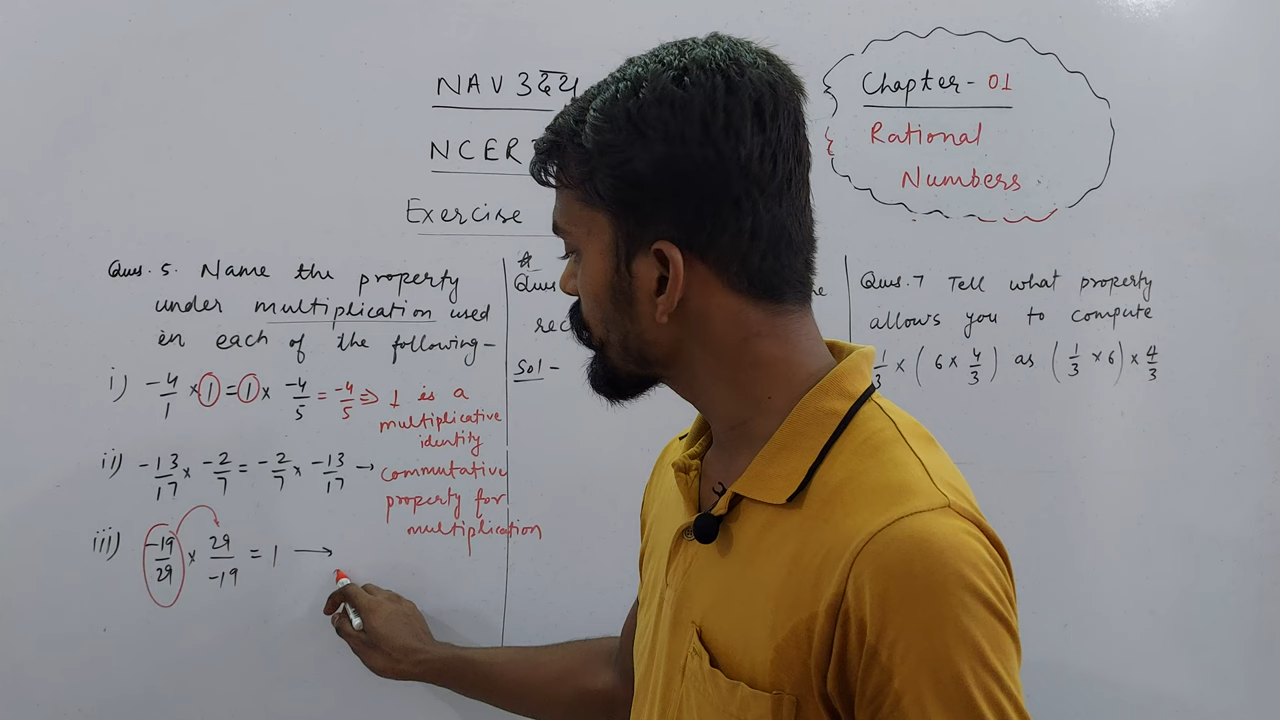 NAV उदय
NCER
Exercise
Chapter - 01
Rational
Numbers
Ques. 5. Name the property
under multiplication used
in each of the following-
i) -4/1 × 1 = 1 × -4/5 = -4/5 ⇒ 1 is a
multiplicative
identity
ii) -13/17 × -2/7 = -2/7 × -13/17 → commutative
property for
multiplication
iii) -19/29 × 29/-19 = 1 →
Ques
rec
Sol -
Ques. 7 Tell what property
allows you to compute
1/3 × ( 6 × 4/3 ) as ( 1/3 × 6 ) × 4/3